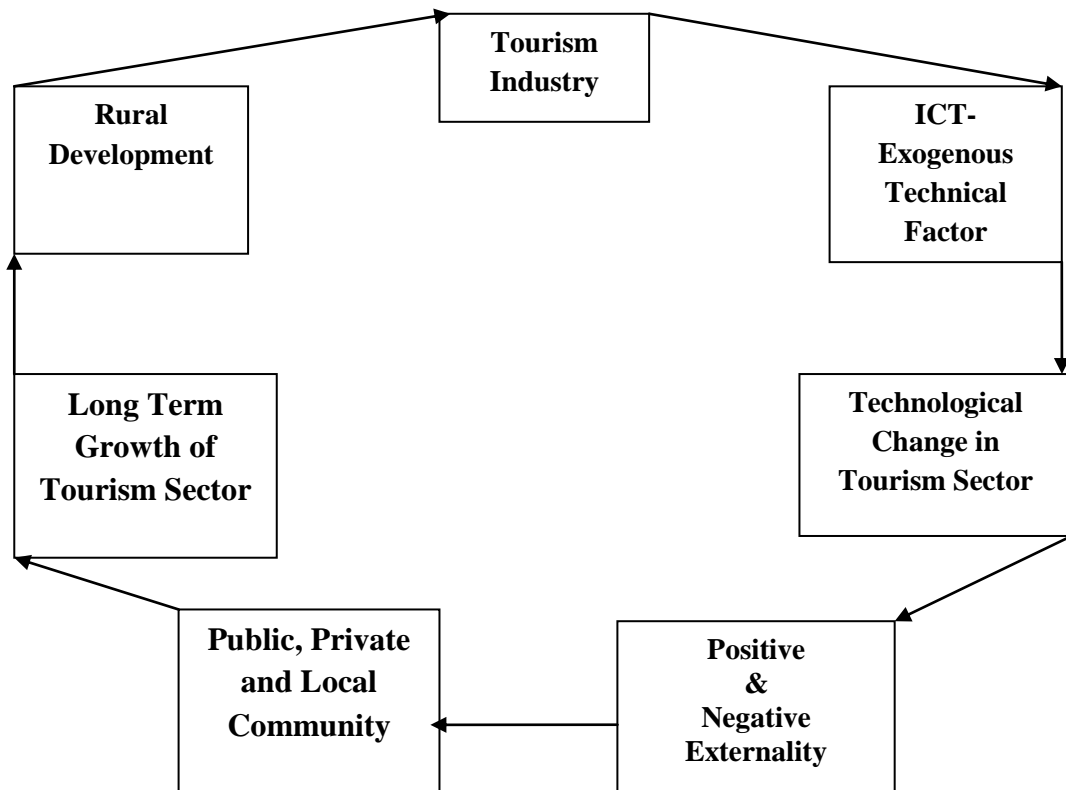 Tourism
Industry
ICT-
Exogenous
Technical
Factor
Technological
Change in
Tourism Sector
Positive
&
Negative
Externality
Public, Private
and Local
Community
Long Term
Growth of
Tourism Sector
Rural
Development